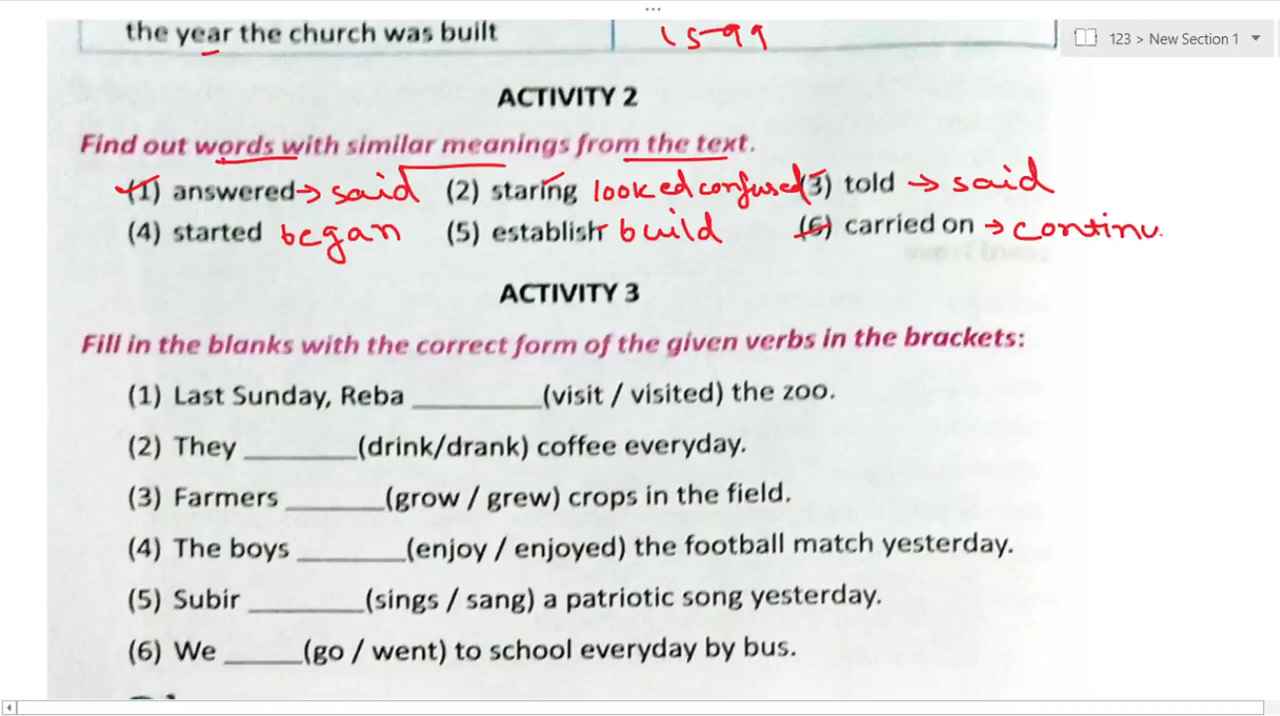 ...
123 > New Section 1
the year the church was built 1599
ACTIVITY 2
Find out words with similar meanings from the text.
(1) answered → said (2) staring looked confused (3) told → said
(4) started began (5) establish build (6) carried on → continu
ACTIVITY 3
Fill in the blanks with the correct form of the given verbs in the brackets:
(1) Last Sunday, Reba __________ (visit / visited) the zoo.
(2) They _________ (drink/drank) coffee everyday.
(3) Farmers ________ (grow / grew) crops in the field.
(4) The boys _________ (enjoy / enjoyed) the football match yesterday.
(5) Subir _________ (sings / sang) a patriotic song yesterday.
(6) We ______ (go / went) to school everyday by bus.